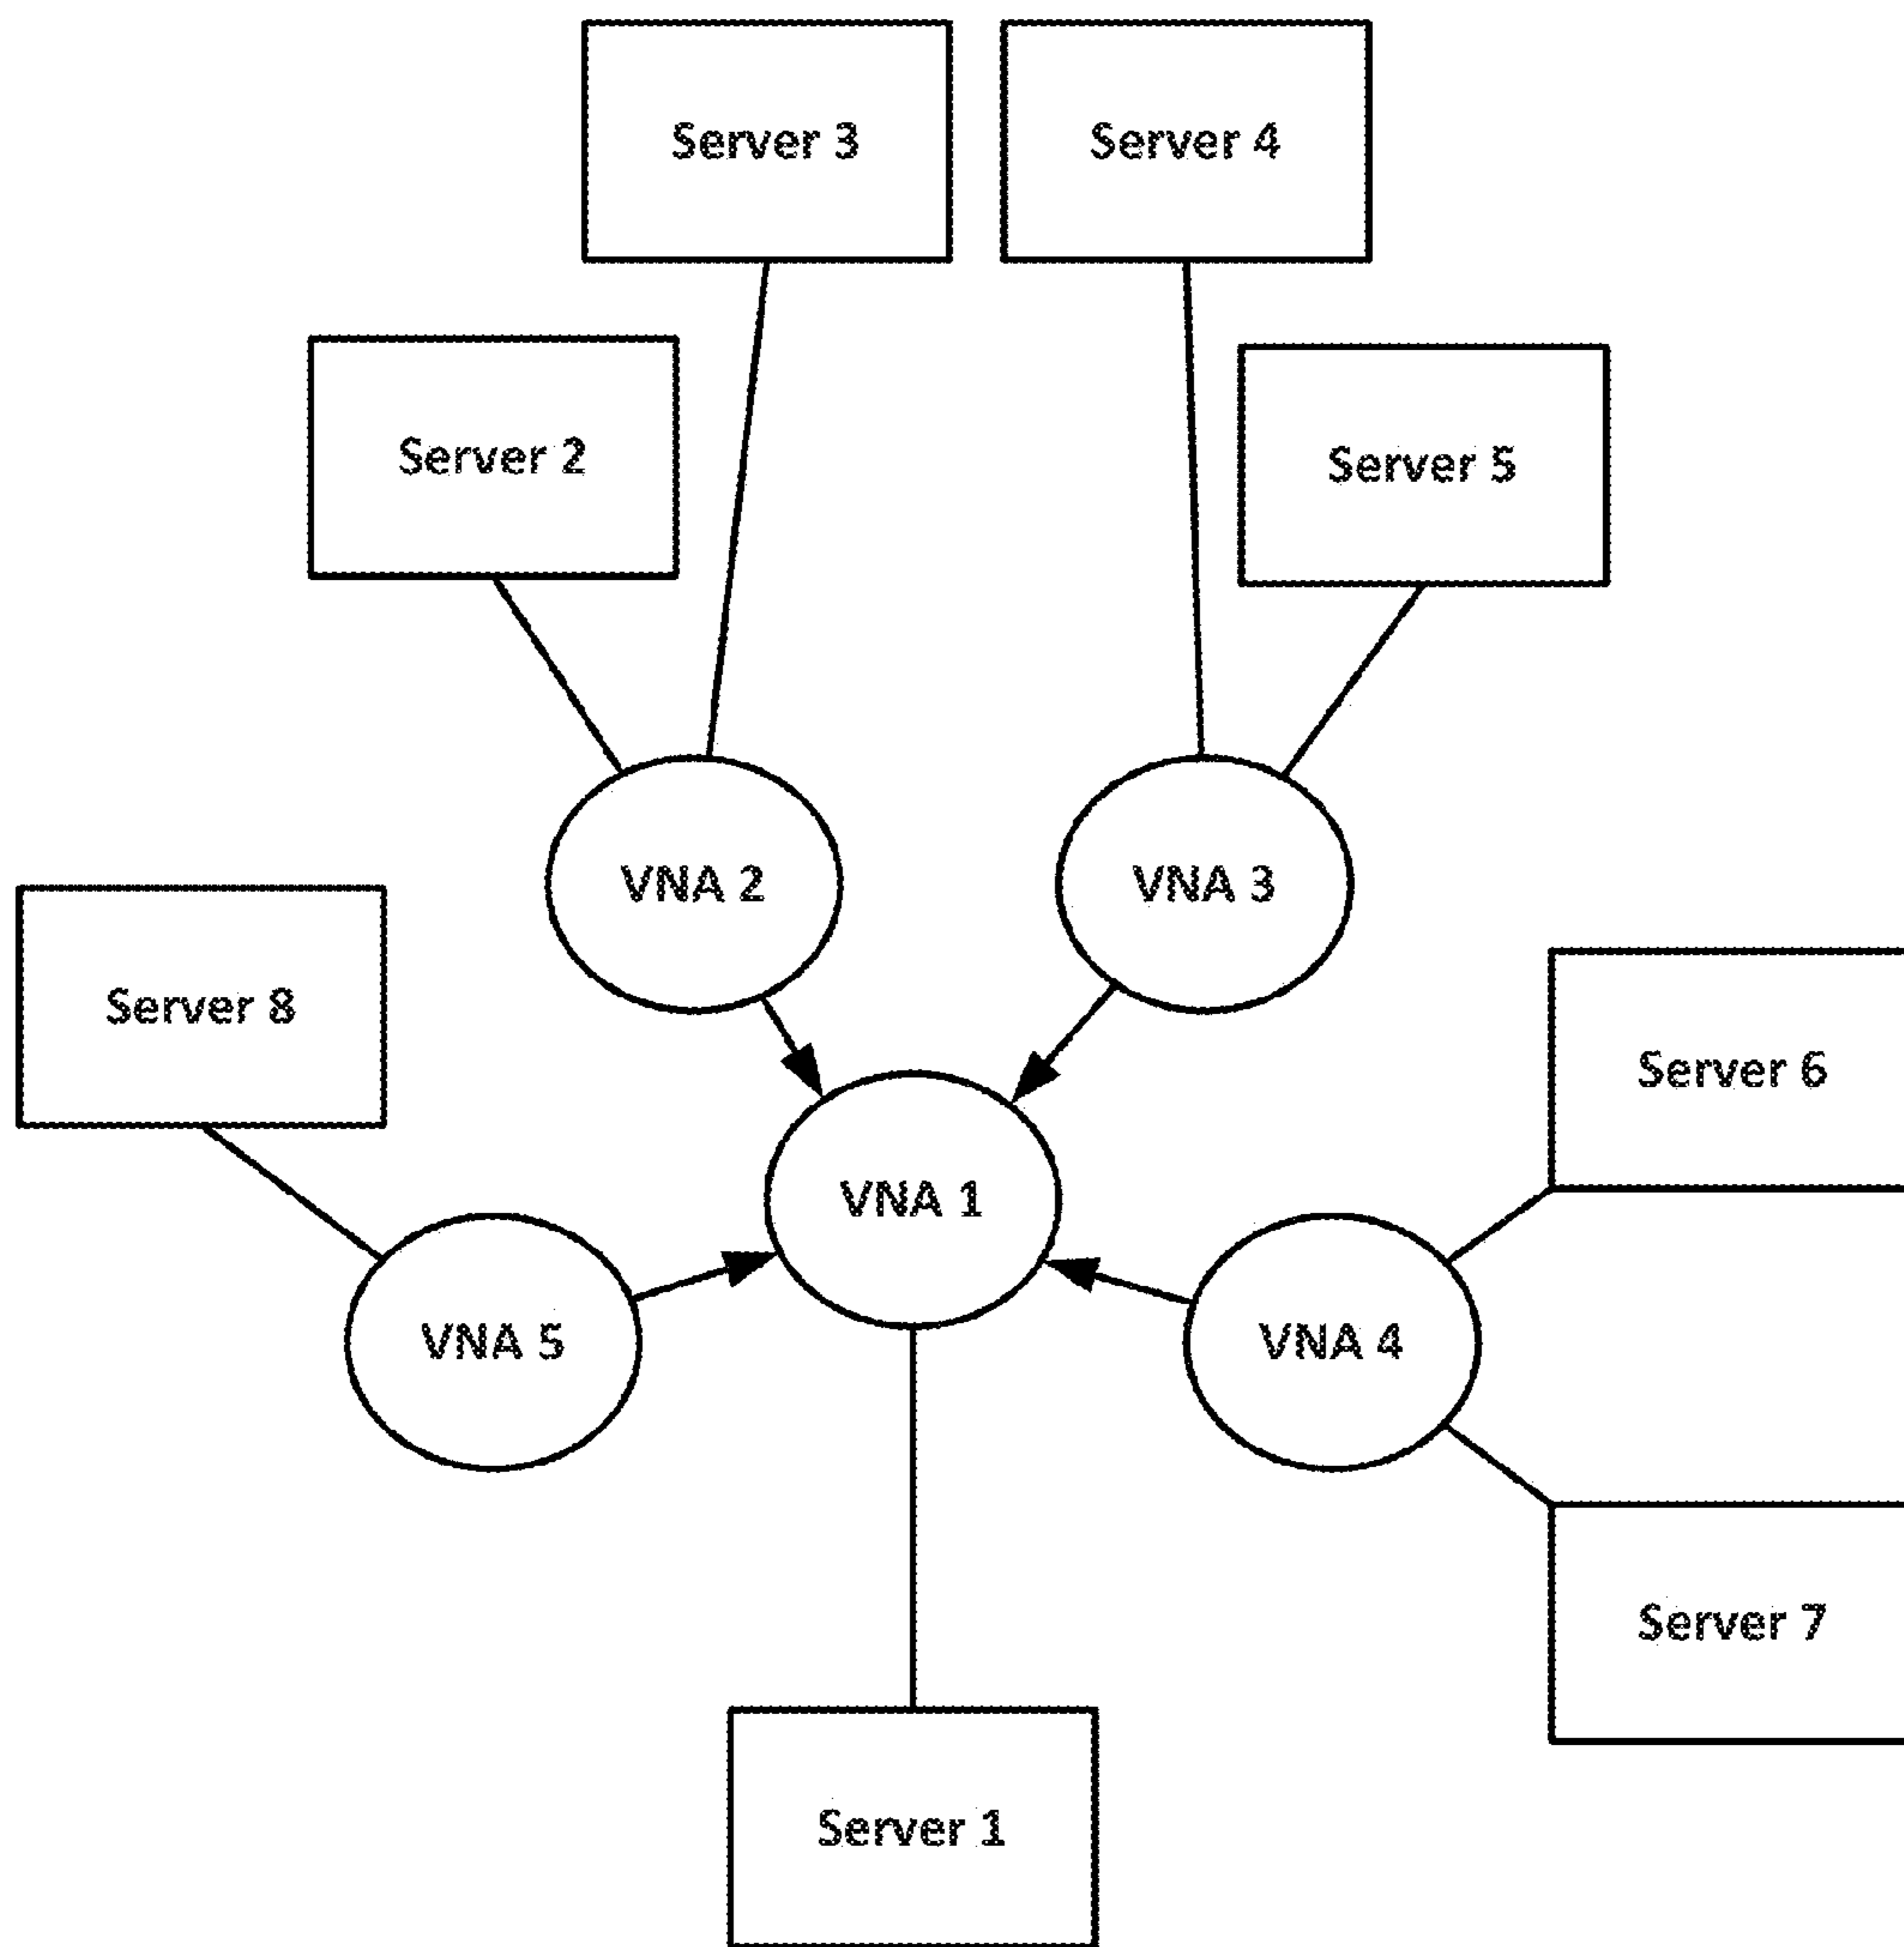 Server 3
Server 4
Server 2
Server 5
VNA 2
VNA 3
Server 8
Server 6
VNA 1
VNA 5
VNA 4
Server 7
Server 1